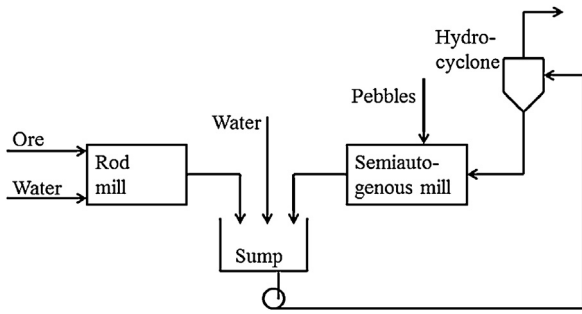 Hydro-
cyclone
Pebbles
Water
Ore
Water
Rod
mill
Semiauto-
genous mill
Sump